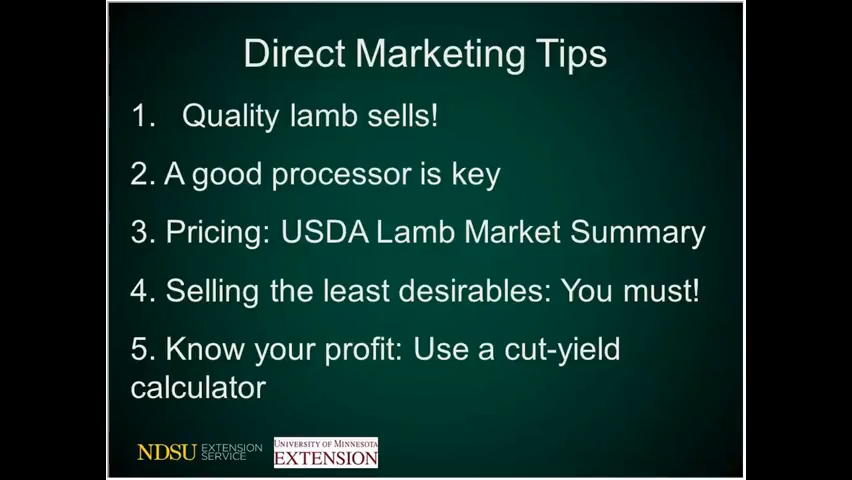 Direct Marketing Tips
1. Quality lamb sells!
2. A good processor is key
3. Pricing: USDA Lamb Market Summary
4. Selling the least desirables: You must!
5. Know your profit: Use a cut-yield
calculator
NDSU EXTENSION
SERVICE
UNIVERSITY OF MINNESOTA
EXTENSION